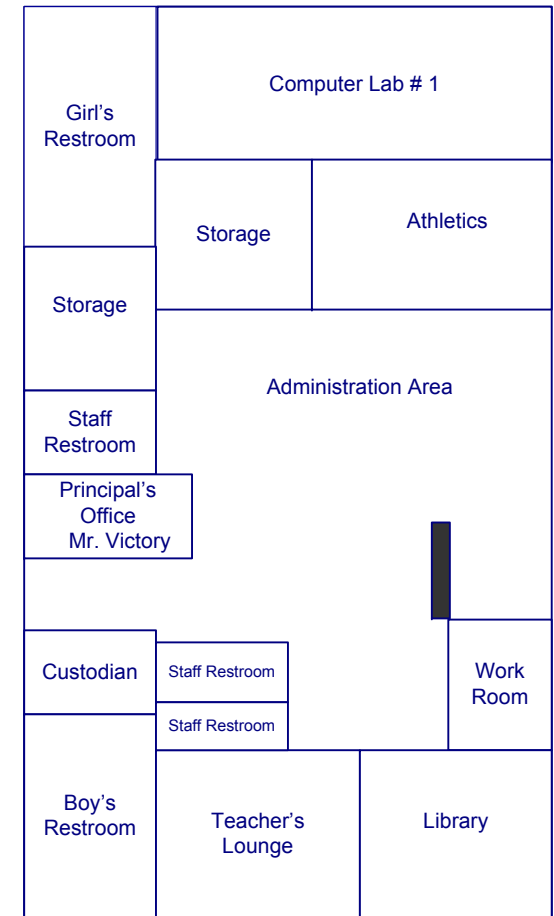 Computer Lab # 1
Girl's
Restroom
Storage
Athletics
Storage
Administration Area
Staff
Restroom
Principal's
Office
Mr. Victory
Custodian
Staff Restroom
Work
Room
Staff Restroom
Boy's
Restroom
Teacher's
Lounge
Library